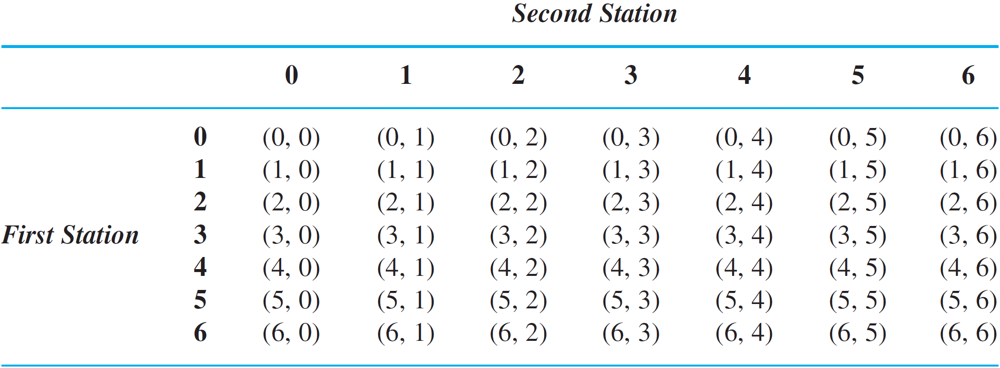 Second Station
0 1 2 3 4 5 6
0 (0, 0) (0, 1) (0, 2) (0, 3) (0, 4) (0, 5) (0, 6)
1 (1, 0) (1, 1) (1, 2) (1, 3) (1, 4) (1, 5) (1, 6)
2 (2, 0) (2, 1) (2, 2) (2, 3) (2, 4) (2, 5) (2, 6)
First Station 3 (3, 0) (3, 1) (3, 2) (3, 3) (3, 4) (3, 5) (3, 6)
4 (4, 0) (4, 1) (4, 2) (4, 3) (4, 4) (4, 5) (4, 6)
5 (5, 0) (5, 1) (5, 2) (5, 3) (5, 4) (5, 5) (5, 6)
6 (6, 0) (6, 1) (6, 2) (6, 3) (6, 4) (6, 5) (6, 6)